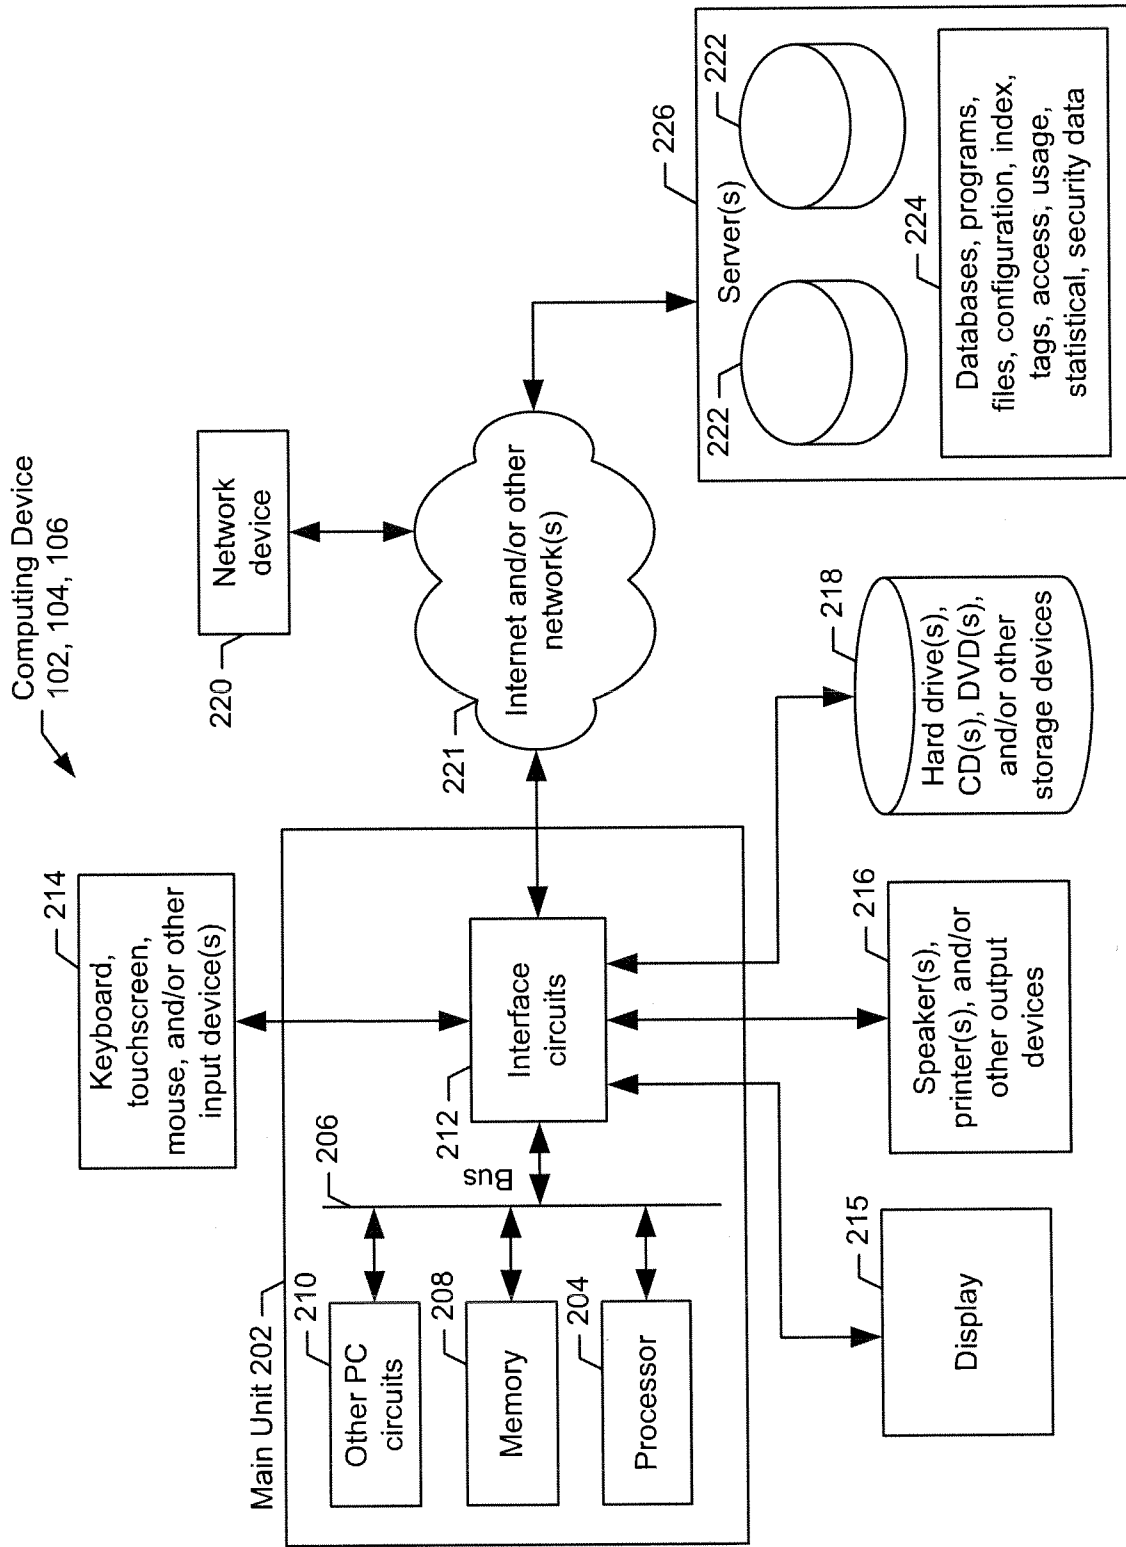 Computing Device
102, 104, 106
Main Unit 202
210
Other PC
circuits
208
Memory
204
Processor
206
Bus
212
Interface
circuits
214
Keyboard,
touchscreen,
mouse, and/or other
input device(s)
215
Display
216
Speaker(s),
printer(s), and/or
other output
devices
218
Hard drive(s),
CD(s), DVD(s),
and/or other
storage devices
220
Network
device
221
Internet and/or other
network(s)
226
Server(s)
222
222
224
Databases, programs,
files, configuration, index,
tags, access, usage,
statistical, security data